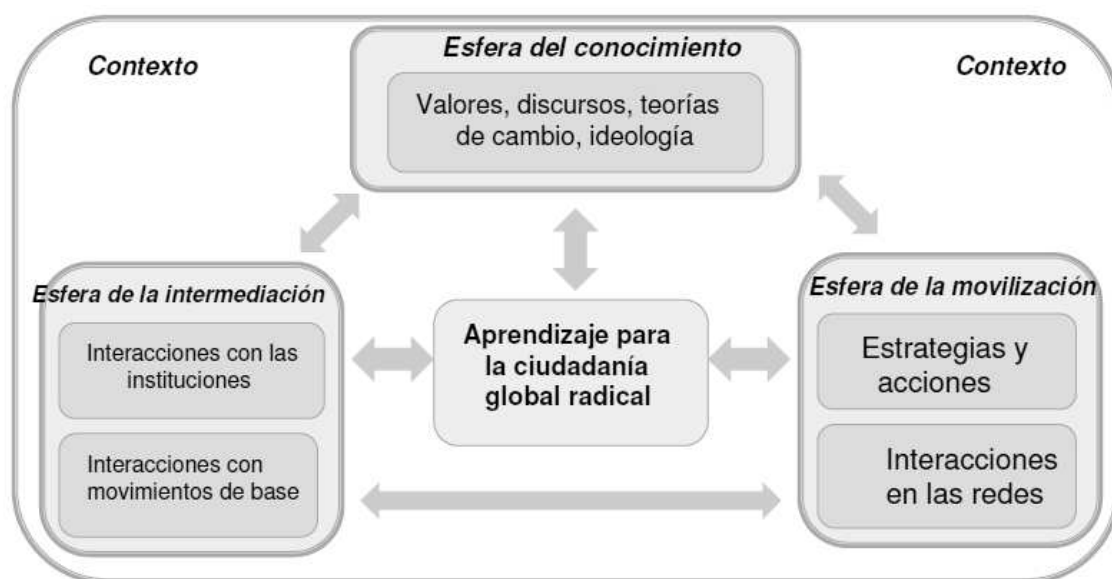 Contexto
Esfera del conocimiento
Contexto
Valores, discursos, teorías
de cambio, ideología
Esfera de la intermediación
Interacciones con las
instituciones
Interacciones con
movimientos de base
Aprendizaje para
la ciudadanía
global radical
Esfera de la movilización
Estrategias y
acciones
Interacciones
en las redes